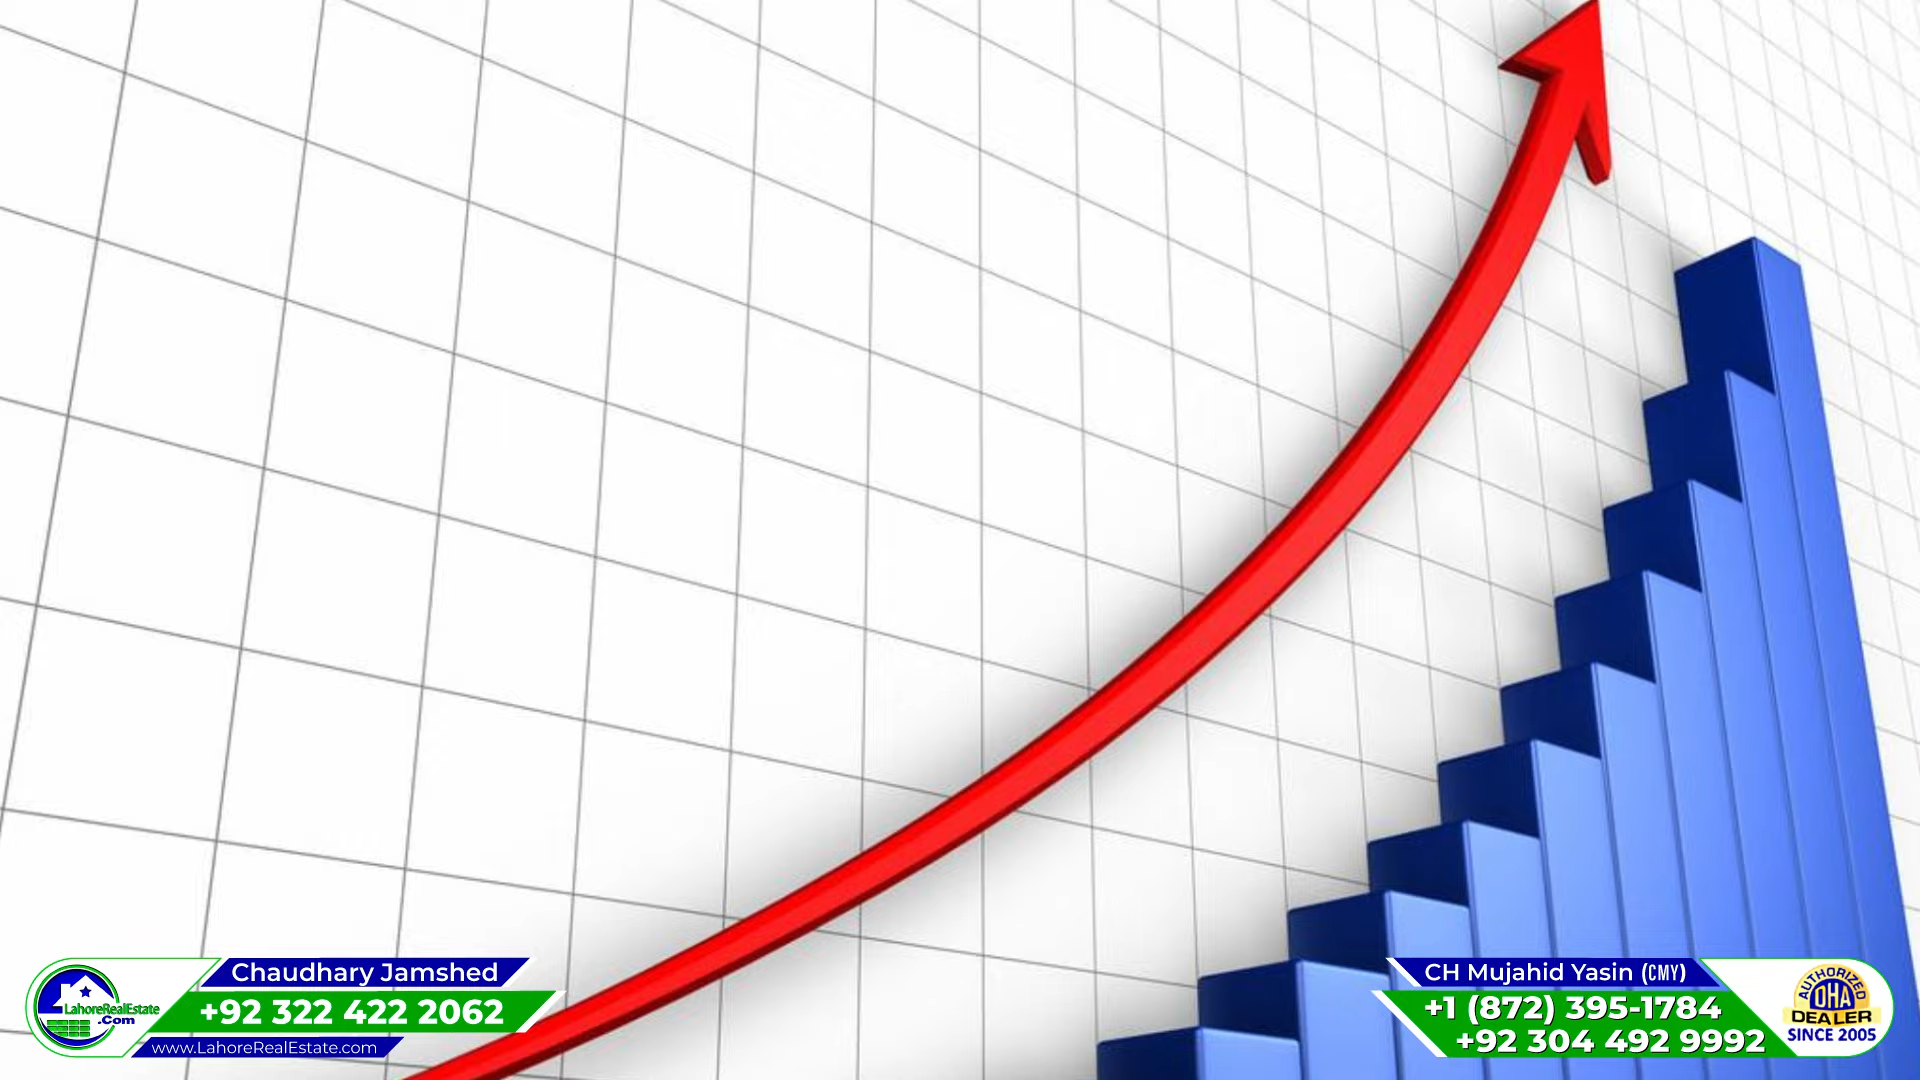 Chaudhary Jamshed
+92 322 422 2062
www.LahoreRealEstate.com
LahoreRealEstate
.Com
CH Mujahid Yasin (CMY)
+1 (872) 395-1784
+92 304 492 9992
AUTHORIZED
DHA
DEALER
SINCE 2005